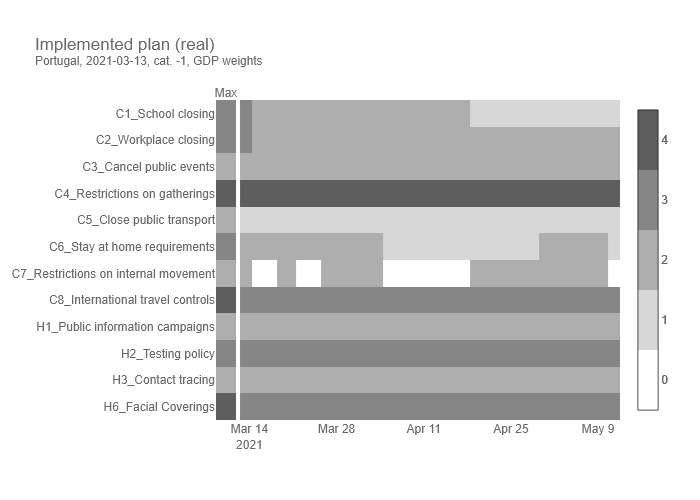 Implemented plan (real)
Portugal, 2021-03-13, cat. -1, GDP weights
Max
C1_School closing
C2_Workplace closing
C3_Cancel public events
C4_Restrictions on gatherings
C5_Close public transport
C6_Stay at home requirements
C7_Restrictions on internal movement
C8_International travel controls
H1_Public information campaigns
H2_Testing policy
H3_Contact tracing
H6_Facial Coverings
Mar 14 Mar 28 Apr 11 Apr 25 May 9
2021
4
3
2
1
0